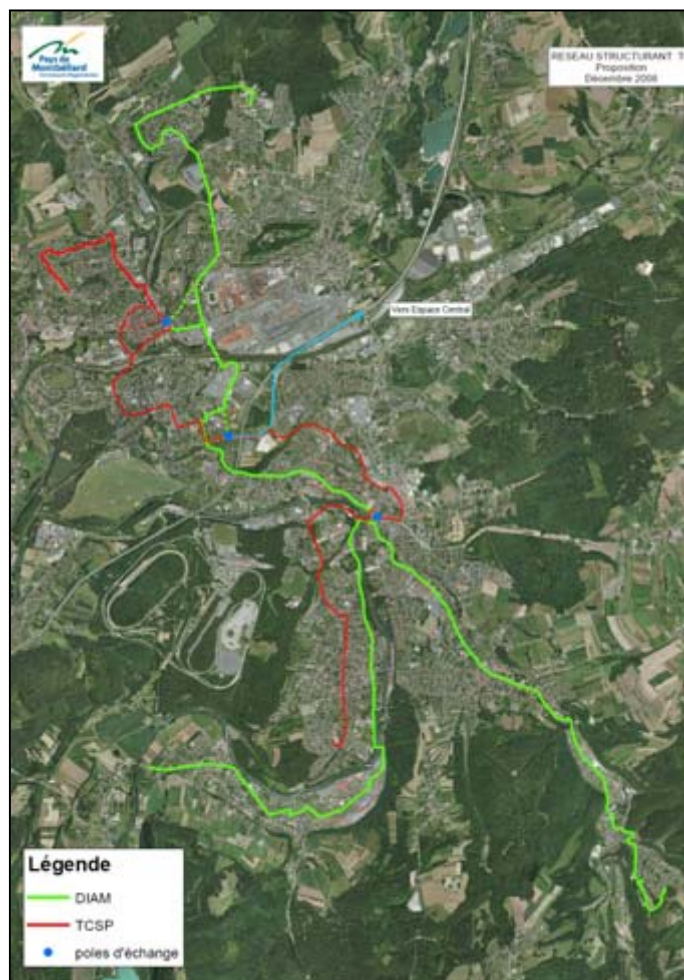 Pays de
Montbéliard
RESEAU STRUCTURANT T
Proposition
Décembre 2008
Vers Espace Central
Légende
DIAM
TCSP
poles d'échange